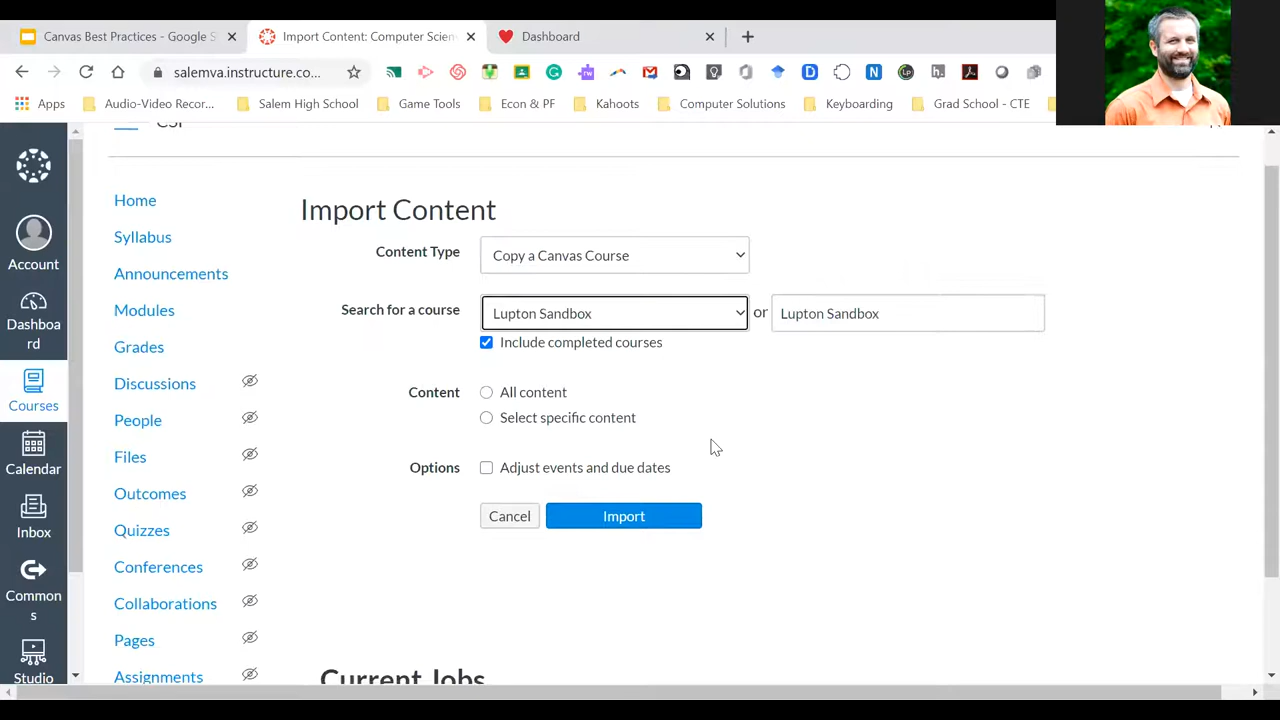 Canvas Best Practices - Google S
Import Content: Computer Scien
Dashboard
salemva.instructure.co...
Apps
Audio-Video Recor...
Salem High School
Game Tools
Econ & PF
Kahoots
Computer Solutions
Keyboarding
Grad School - CTE
Account
Dashboa
rd
Courses
Calendar
Inbox
Common
s
Studio
Home
Syllabus
Announcements
Modules
Grades
Discussions
People
Files
Outcomes
Quizzes
Conferences
Collaborations
Pages
Assignments
Import Content
Content Type
Copy a Canvas Course
Search for a course
Lupton Sandbox
or
Lupton Sandbox
Include completed courses
Content
All content
Select specific content
Options
Adjust events and due dates
Cancel
Import
Current Jobs